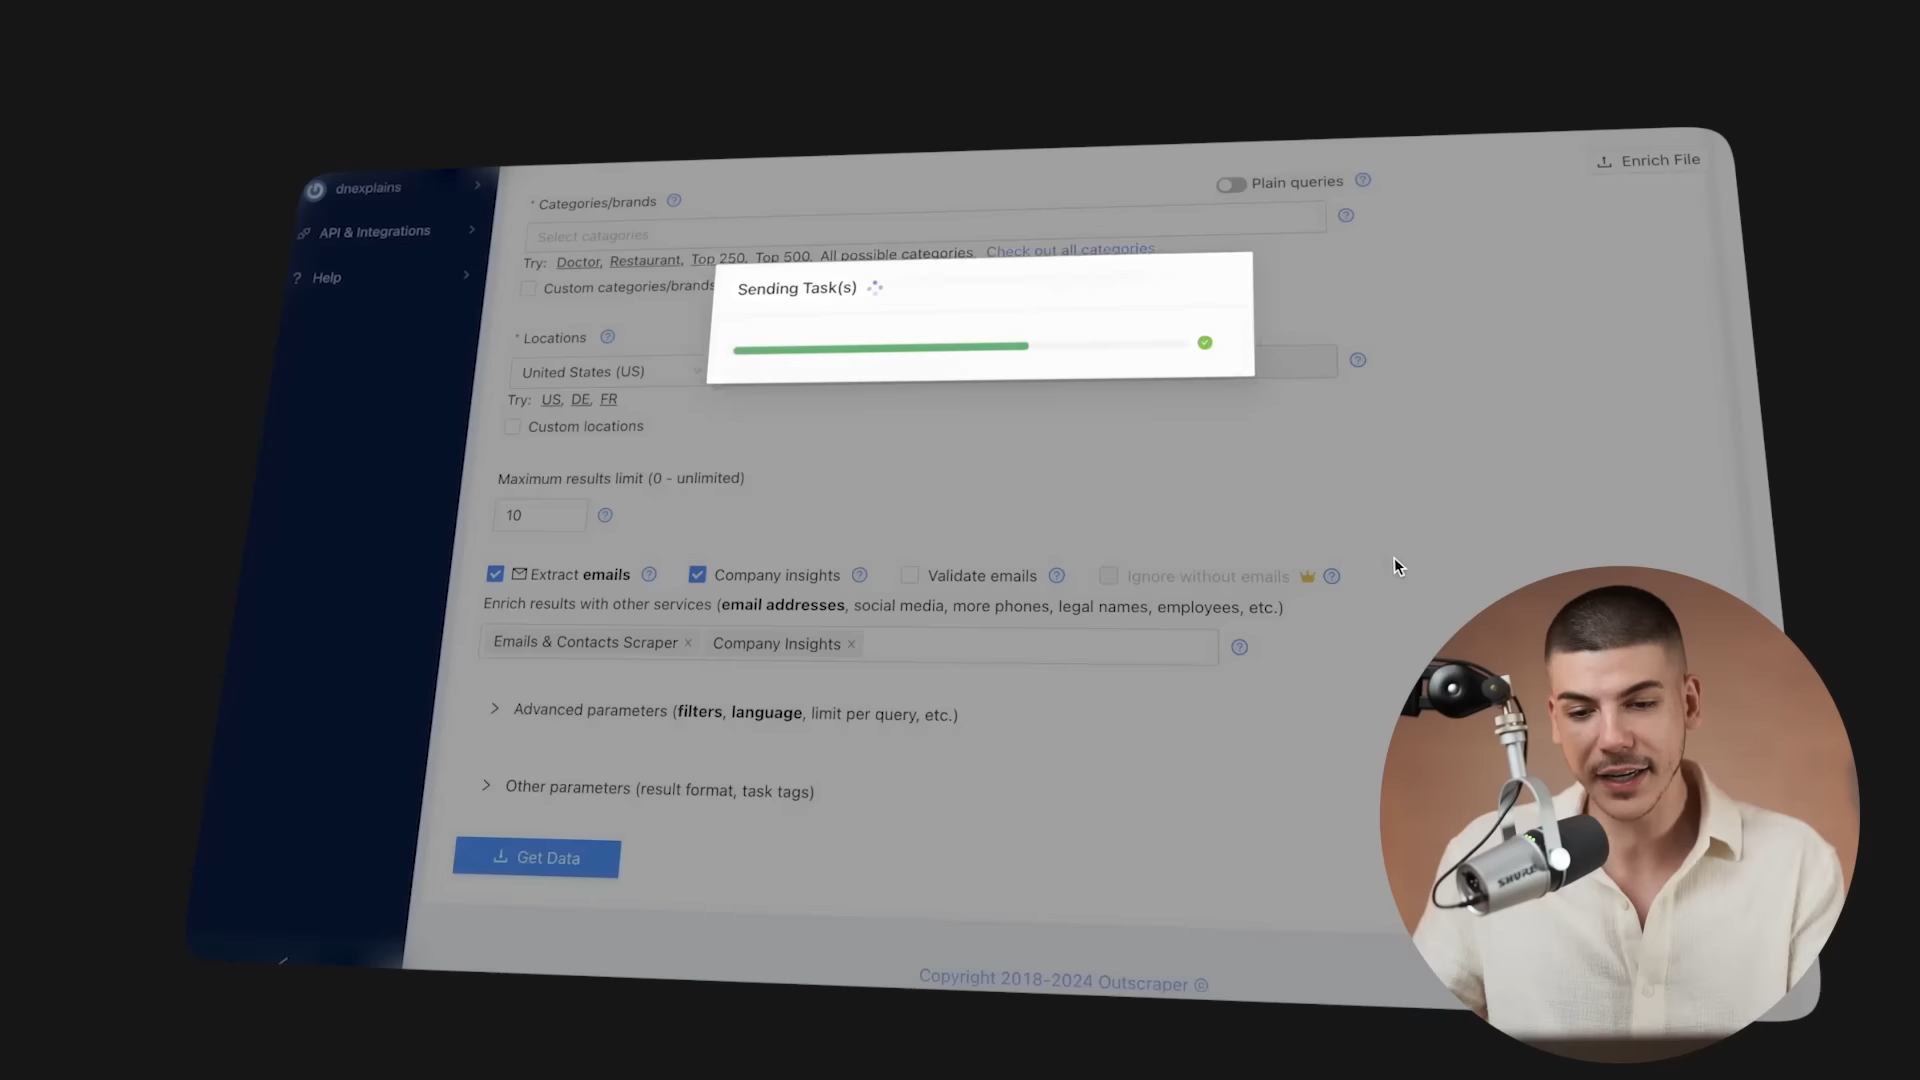 dnexplains
API & Integrations
? Help
Enrich File
Plain queries
* Categories/brands
Select catagories
Try: Doctor, Restaurant, Top 250, Top 500, All possible categories, Check out all categories
Custom categories/brands
Sending Task(s)
* Locations
United States (US)
Try: US, DE, FR
Custom locations
Maximum results limit (0 - unlimited)
10
Extract emails
Company insights
Validate emails
Ignore without emails
Enrich results with other services (email addresses, social media, more phones, legal names, employees, etc.)
Emails & Contacts Scraper × Company Insights ×
Advanced parameters (filters, language, limit per query, etc.)
Other parameters (result format, task tags)
Get Data
Copyright 2018-2024 Outscraper ©
SHURE